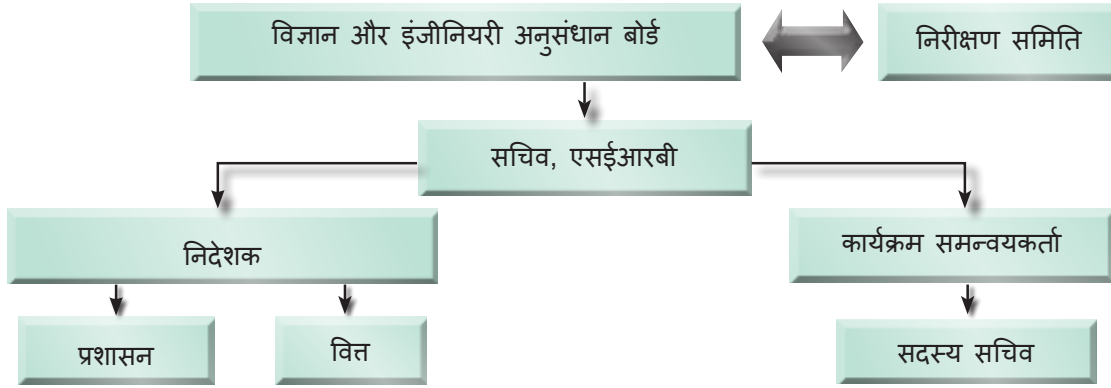 विज्ञान और इंजीनियरी अनुसंधान बोर्ड
निरीक्षण समिति
सचिव, एसईआरबी
निदेशक
कार्यक्रम समन्वयकर्ता
प्रशासन
वित्त
सदस्य सचिव